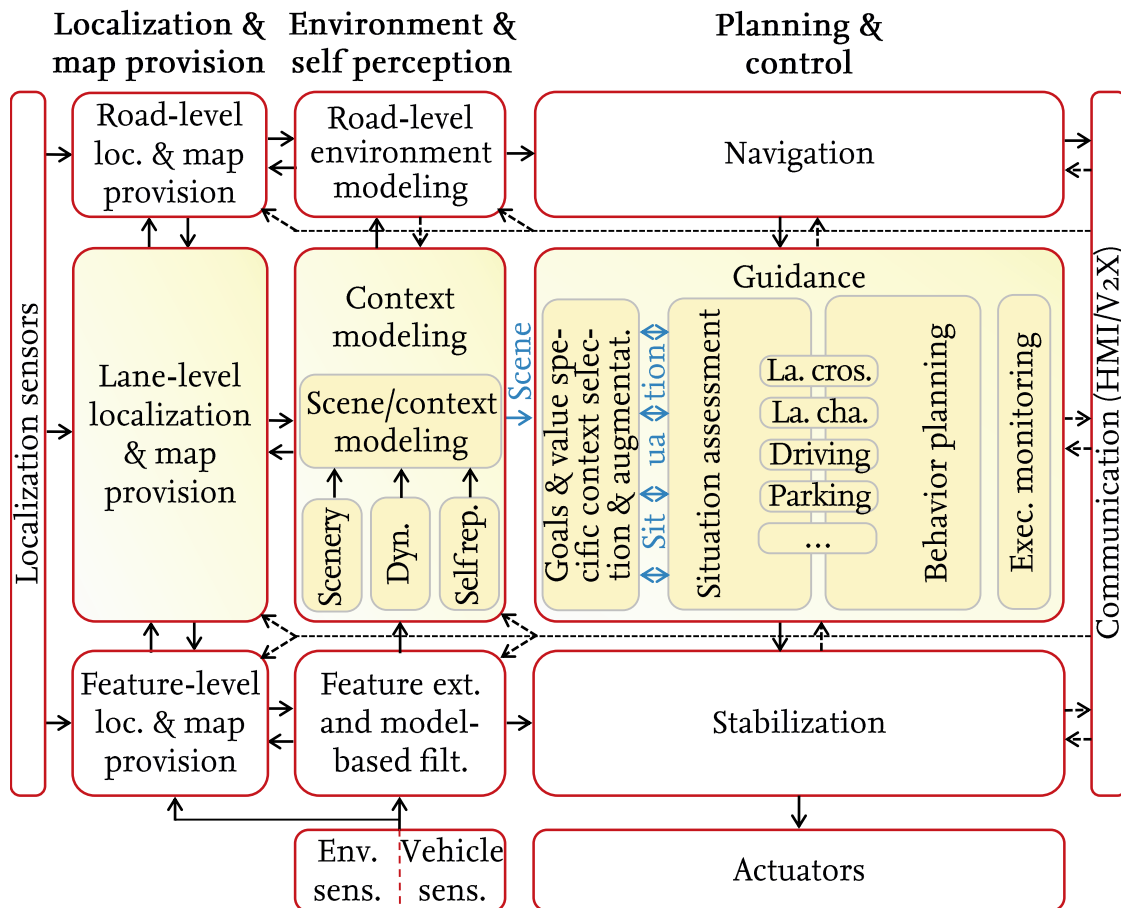 Localization &
map provision
Environment &
self perception
Planning &
control
Localization sensors
Road-level
loc. & map
provision
Road-level
environment
modeling
Navigation
Communication (HMI/V2X)
Lane-level
localization
& map
provision
Context
modeling
Scene/context
modeling
Scenery
Dyn.
Self rep.
Scene
Guidance
Goals & value spe-
cific context selec-
tion & augmentat.
Sit ua tion
Situation assessment
La. cros.
La. cha.
Driving
Parking
...
Behavior planning
Exec. monitoring
Feature-level
loc. & map
provision
Feature ext.
and model-
based filt.
Stabilization
Env.
sens.
Vehicle
sens.
Actuators